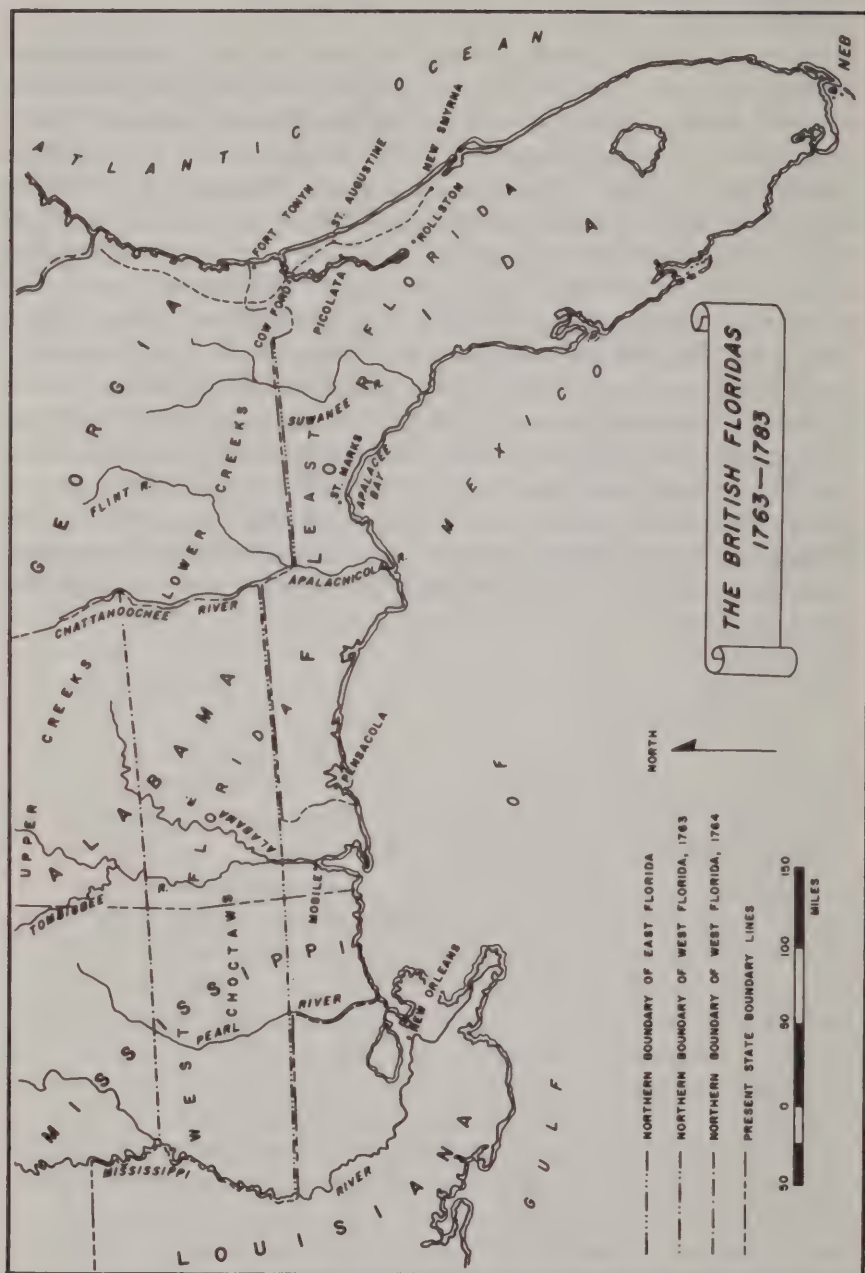 ATLANTIC OCEAN
GEORGIA
UPPER
CREEKS
TOMBIGBEE
R.
ALABAMA
ALABAMA
MISSISSIPPI
MISSISSIPPI
RIVER
CHATTAHOOCHEE
RIVER
FLINT R.
LOWER
CREEKS
CHOCTAWS
PEARL
RIVER
WEST
FLORIDA
EAST
FLORIDA
FORT TONYN
COW FORD
ST. AUGUSTINE
PICOLATA
NEW SMYRNA
ROLLSTON
SUWANEE
R.
ST. MARKS
APALACEE
BAY
APALACHICOLA
R.
PENSACOLA
MOBILE
NEW ORLEANS
LOUISIANA
GULF
OF
MEXICO
FLORIDA
NEB
THE BRITISH FLORIDAS
1763—1783
NORTHERN BOUNDARY OF EAST FLORIDA
NORTHERN BOUNDARY OF WEST FLORIDA, 1763
NORTHERN BOUNDARY OF WEST FLORIDA, 1764
PRESENT STATE BOUNDARY LINES
NORTH
50 0 50 100 150
MILES